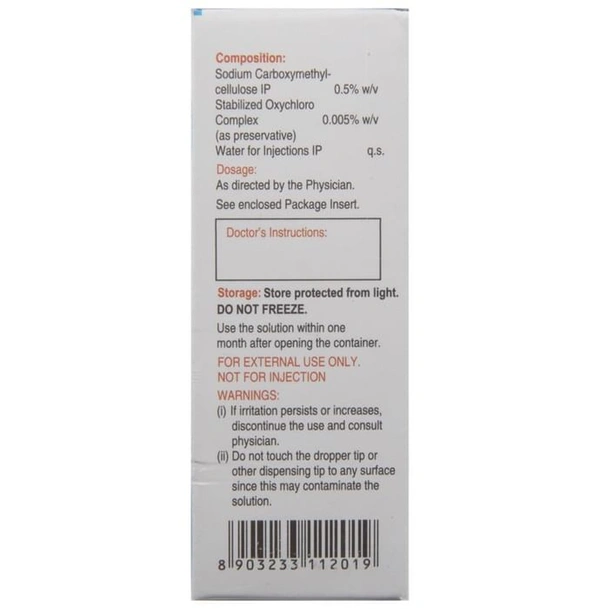 Composition:
Sodium Carboxymethyl-
cellulose IP 0.5% w/v
Stabilized Oxychloro
Complex 0.005% w/v
(as preservative)
Water for Injections IP q.s.
Dosage:
As directed by the Physician.
See enclosed Package Insert.
Doctor's Instructions:
Storage: Store protected from light.
DO NOT FREEZE.
Use the solution within one
month after opening the container.
FOR EXTERNAL USE ONLY.
NOT FOR INJECTION
WARNINGS:
(i) If irritation persists or increases,
discontinue the use and consult
physician.
(ii) Do not touch the dropper tip or
other dispensing tip to any surface
since this may contaminate the
solution.
8 903233 112019